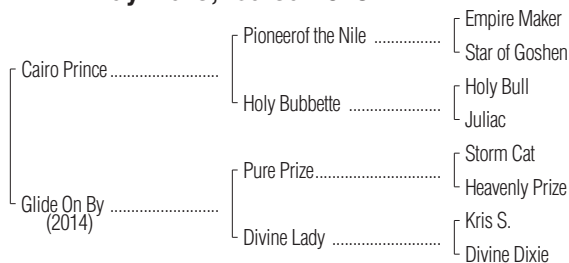 Pioneerof the Nile
Empire Maker
Star of Goshen
Cairo Prince
Holy Bubbette
Holy Bull
Juliac
Pure Prize
Storm Cat
Heavenly Prize
Glide On By
(2014)
Divine Lady
Kris S.
Divine Dixie